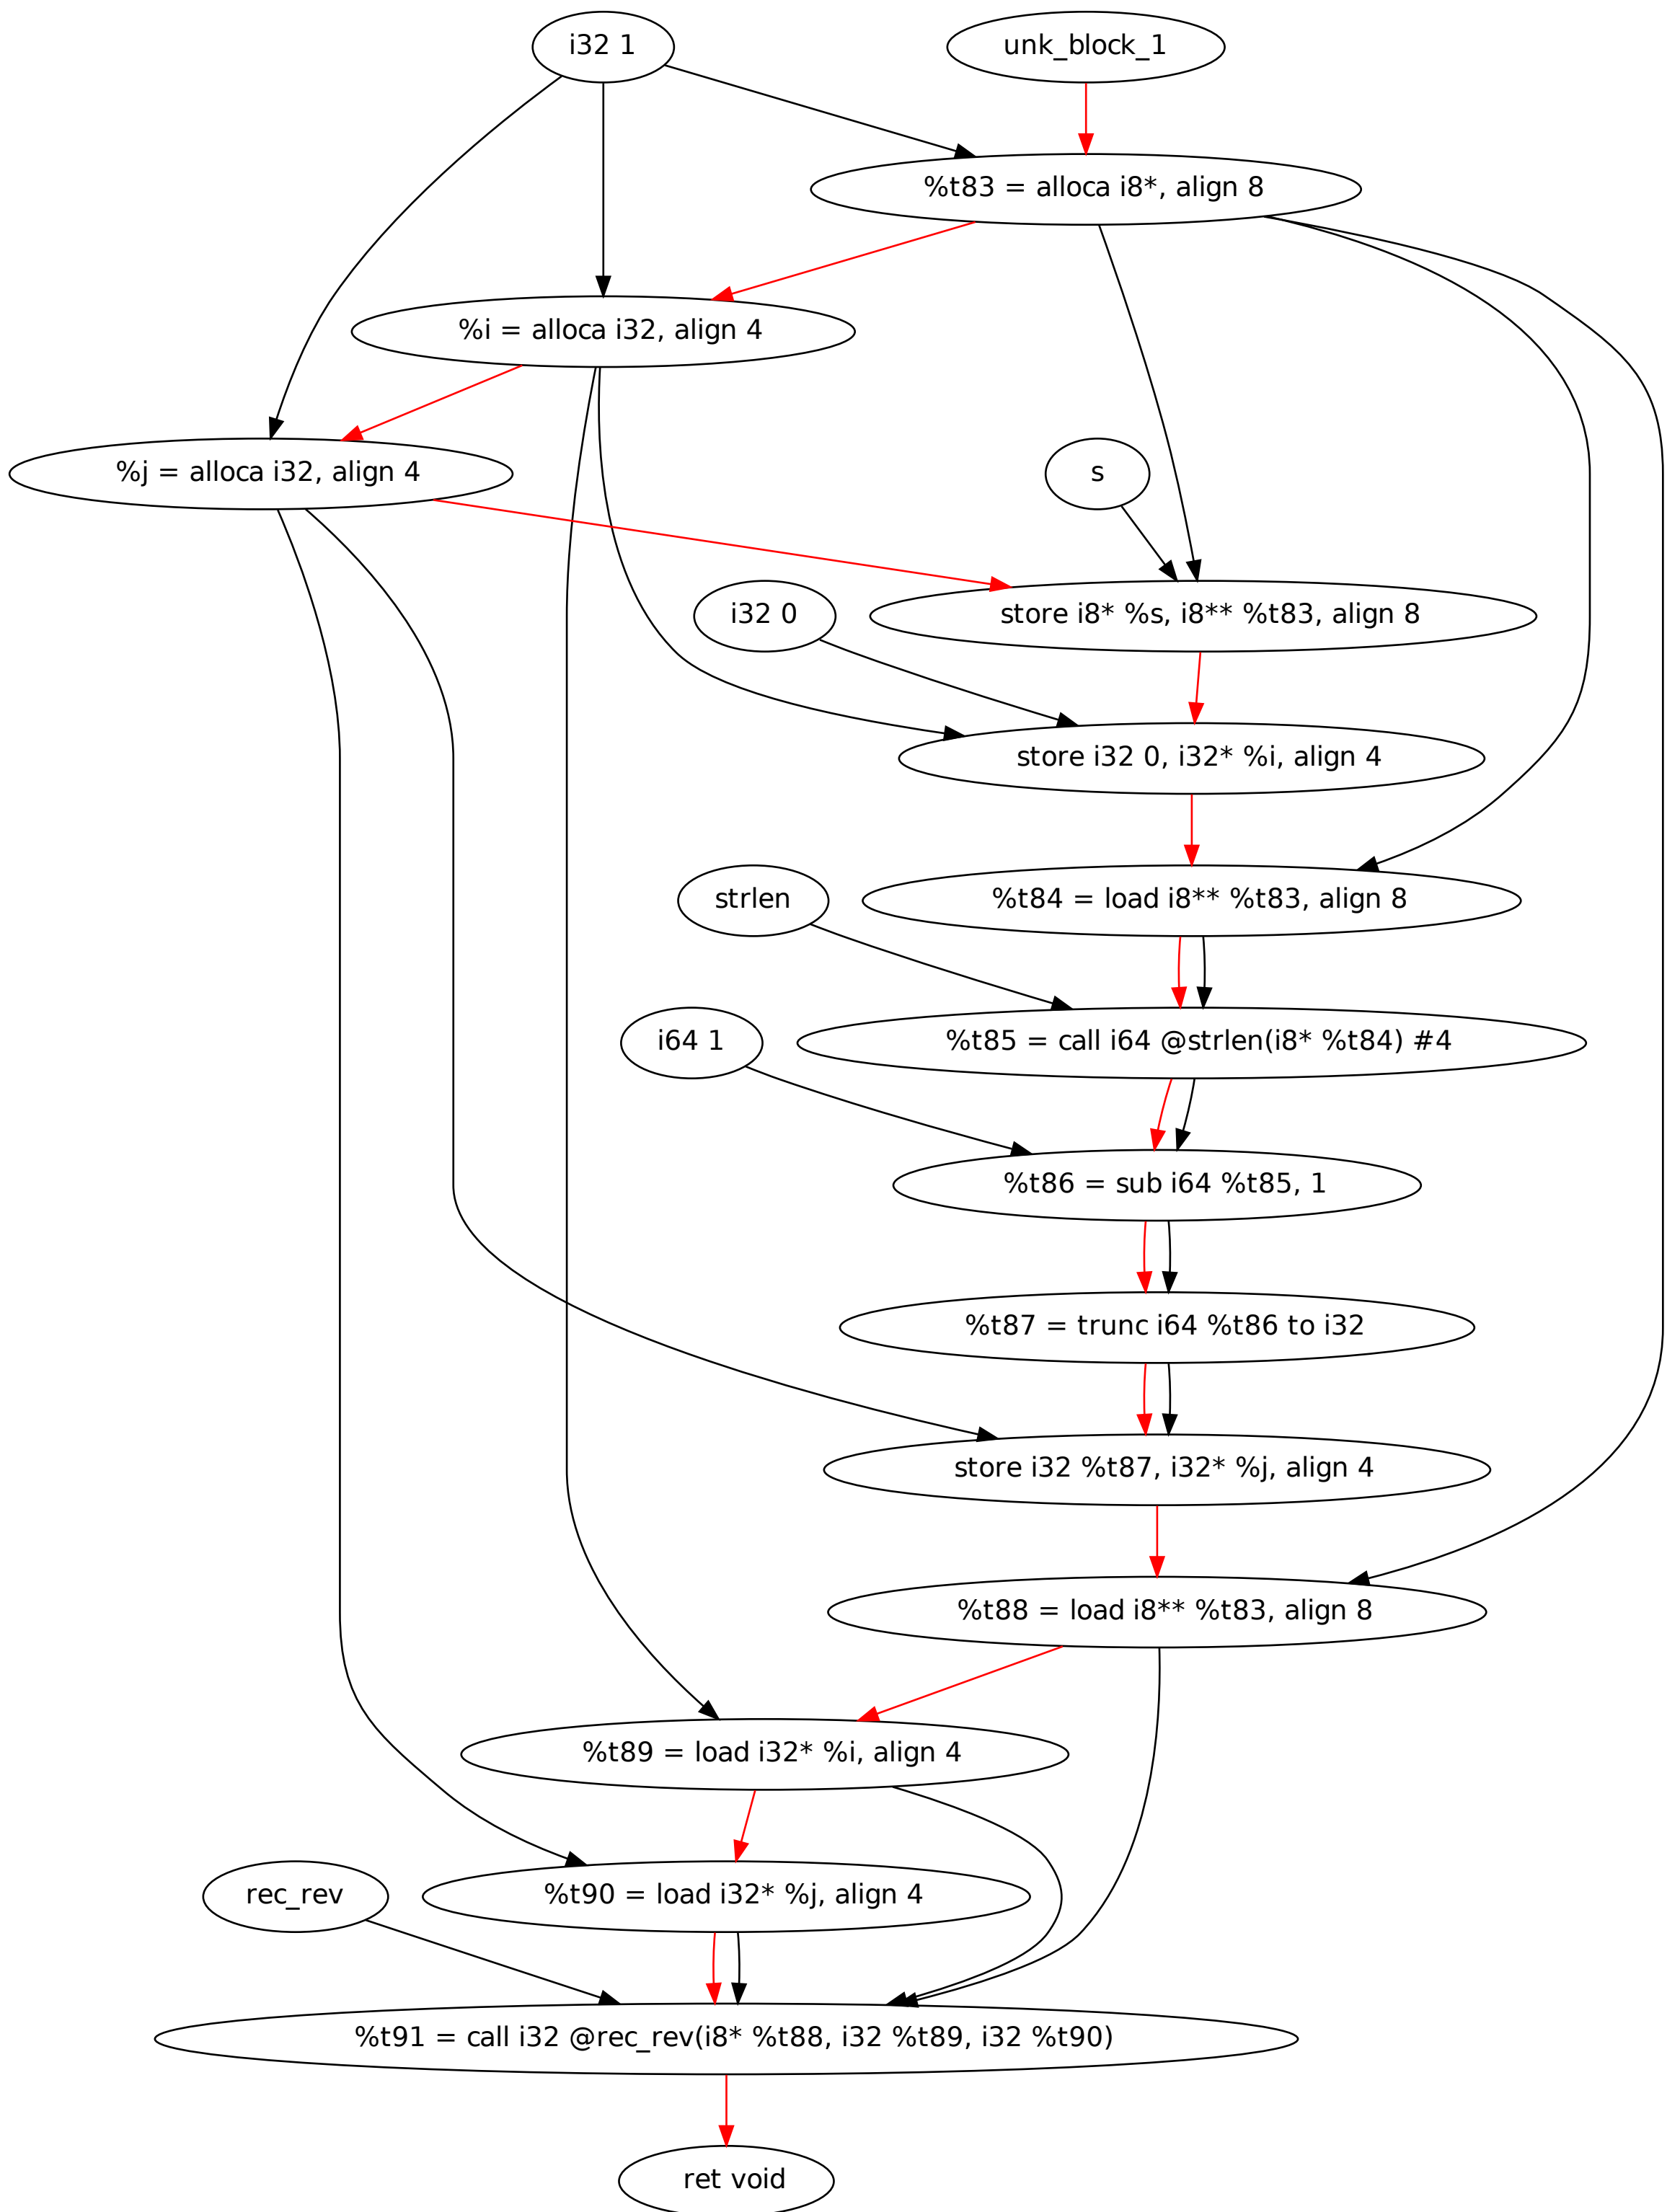 i32 1
unk_block_1
%t83 = alloca i8*, align 8
%i = alloca i32, align 4
%j = alloca i32, align 4
s
i32 0
store i8* %s, i8** %t83, align 8
store i32 0, i32* %i, align 4
strlen
%t84 = load i8** %t83, align 8
i64 1
%t85 = call i64 @strlen(i8* %t84) #4
%t86 = sub i64 %t85, 1
%t87 = trunc i64 %t86 to i32
store i32 %t87, i32* %j, align 4
%t88 = load i8** %t83, align 8
%t89 = load i32* %i, align 4
rec_rev
%t90 = load i32* %j, align 4
%t91 = call i32 @rec_rev(i8* %t88, i32 %t89, i32 %t90)
ret void